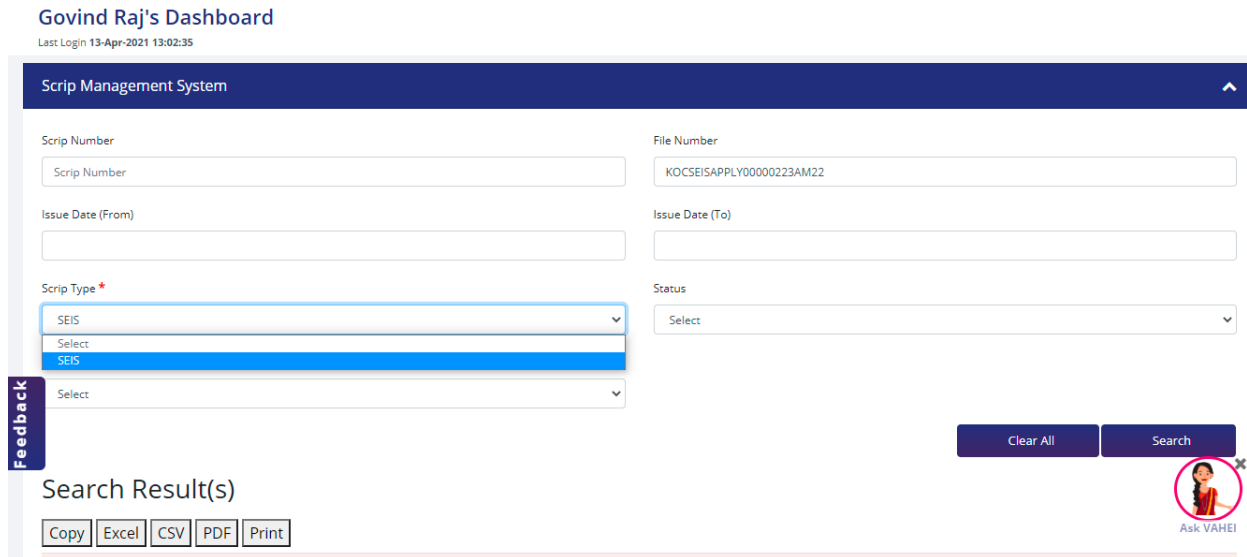 Govind Raj's Dashboard
Last Login 13-Apr-2021 13:02:35
Scrip Management System
Scrip Number
File Number
Scrip Number
KOCSEISAPPLY00000223AM22
Issue Date (From)
Issue Date (To)
Scrip Type *
Status
SEIS
Select
Select
SEIS
Select
Feedback
Clear All
Search
Search Result(s)
Copy Excel CSV PDF Print
Ask VAHEI